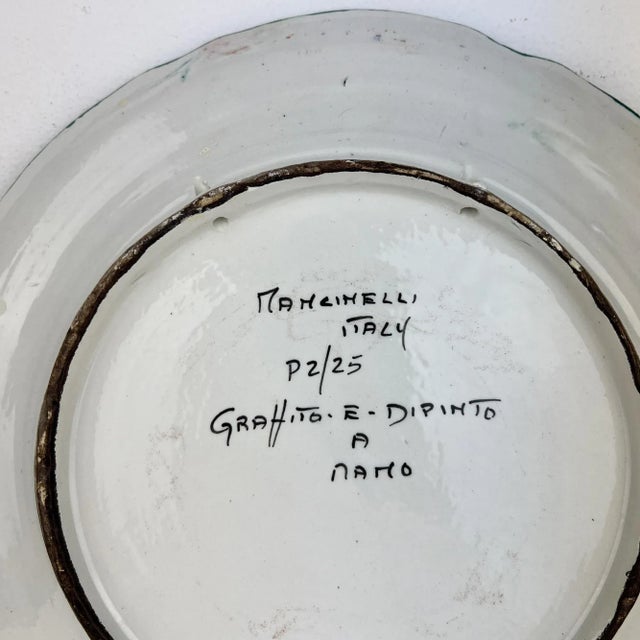 MANCINELLI
ITALY
P2/25
GRAFFITO-E-DIPINTO
A
MANO